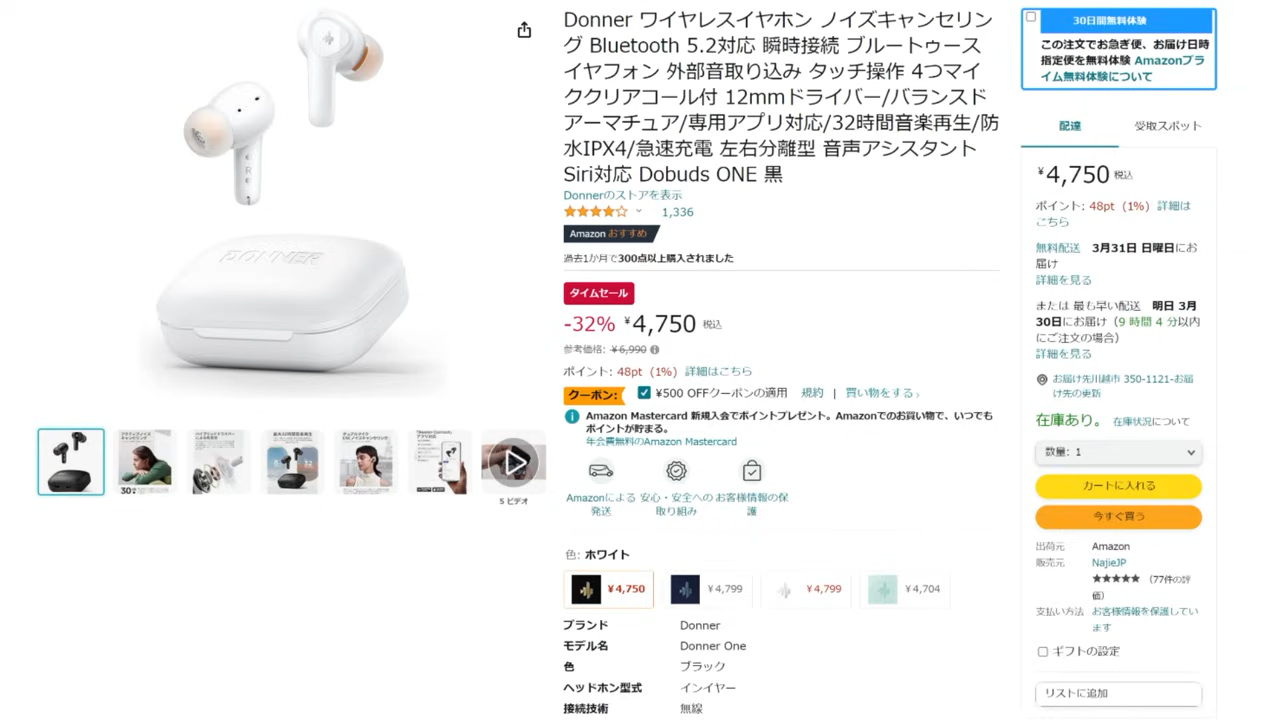 Donner ワイヤレスイヤホン ノイズキャンセリン
グ Bluetooth 5.2対応 瞬時接続 ブルートゥース
イヤフォン 外部音取り込み タッチ操作 4つマイ
ククリアコール付 12mmドライバー/バランスド
アーマチュア/専用アプリ対応/32時間音楽再生/防
水IPX4/急速充電 左右分離型 音声アシスタント
Siri対応 Dobuds ONE 黒
Donnerのストアを表示
1,336
Amazon おすすめ
過去1か月で300点以上購入されました
タイムセール
-32% ¥4,750 税込
参考価格: ¥6,990
ポイント: 48pt (1%) 詳細はこちら
クーポン: ¥500 OFFクーポンの適用 規約 | 買い物をする ›
Amazon Mastercard 新規入会でポイントプレゼント。Amazonでのお買い物で、いつでも
ポイントが貯まる。
年会費無料のAmazon Mastercard
Amazonによる
発送
安心・安全への
取り組み
お客様情報の保
護
色: ホワイト
¥4,750
¥4,799
¥4,799
¥4,704
ブランド Donner
モデル名 Donner One
色 ブラック
ヘッドホン型式 インイヤー
接続技術 無線
DONNER
R
5 ビデオ
30日間無料体験
この注文でお急ぎ便、お届け日時
指定便を無料体験 Amazonプラ
イム無料体験について
配達 受取スポット
¥4,750 税込
ポイント: 48pt (1%) 詳細は
こちら
無料配送 3月31日 日曜日にお
届け
詳細を見る
または 最も早い配送 明日 3月
30日にお届け（9 時間 4 分以内
にご注文の場合）
詳細を見る
お届け先川越市 350-1121-お届
け先の更新
在庫あり。 在庫状況について
数量: 1
カートに入れる
今すぐ買う
出荷元 Amazon
販売元 NajieJP
★★★★★ （77件の評
価）
支払い方法 お客様情報を保護してい
ます
ギフトの設定
リストに追加